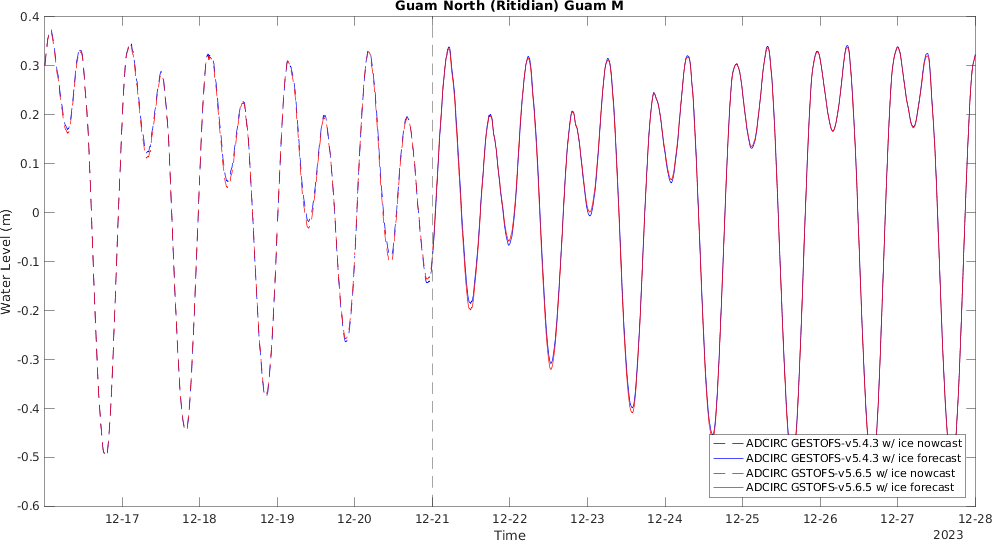 Guam North (Ritidian) Guam M
0.4
0.3
0.2
0.1
0
-0.1
-0.2
-0.3
-0.4
-0.5
-0.6
Water Level (m)
ADCIRC GESTOFS-v5.4.3 w/ ice nowcast
ADCIRC GESTOFS-v5.4.3 w/ ice forecast
ADCIRC GSTOFS-v5.6.5 w/ ice nowcast
ADCIRC GSTOFS-v5.6.5 w/ ice forecast
12-17 12-18 12-19 12-20 12-21 12-22 12-23 12-24 12-25 12-26 12-27 12-28
Time
2023